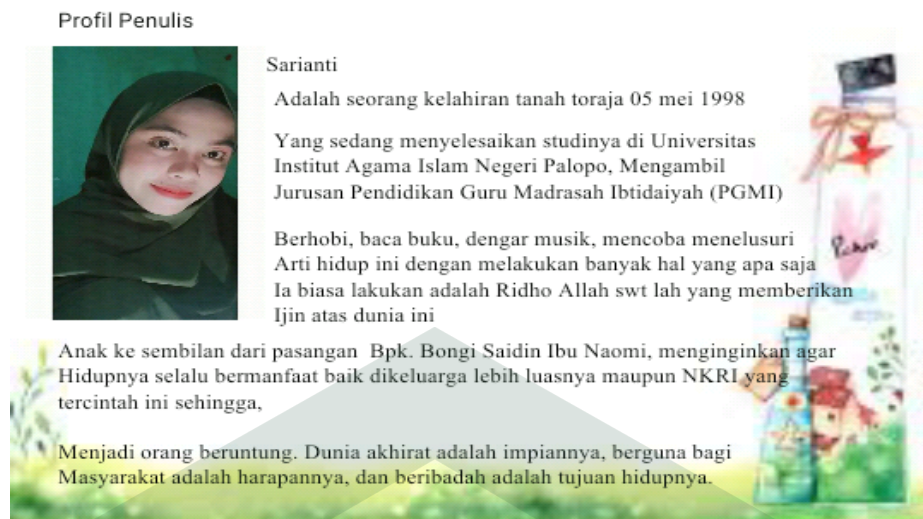 Profil Penulis
Sarianti
Adalah seorang kelahiran tanah toraja 05 mei 1998
Yang sedang menyelesaikan studinya di Universitas
Institut Agama Islam Negeri Palopo, Mengambil
Jurusan Pendidikan Guru Madrasah Ibtidaiyah (PGMI)
Berhobi, baca buku, dengar musik, mencoba menelusuri
Arti hidup ini dengan melakukan banyak hal yang apa saja
Ia biasa lakukan adalah Ridho Allah swt lah yang memberikan
Ijin atas dunia ini
Anak ke sembilan dari pasangan Bpk. Bongi Saidin Ibu Naomi, menginginkan agar
Hidupnya selalu bermanfaat baik dikeluarga lebih luasnya maupun NKRI yang
tercintah ini sehingga,
Menjadi orang beruntung. Dunia akhirat adalah impiannya, berguna bagi
Masyarakat adalah harapannya, dan beribadah adalah tujuan hidupnya.